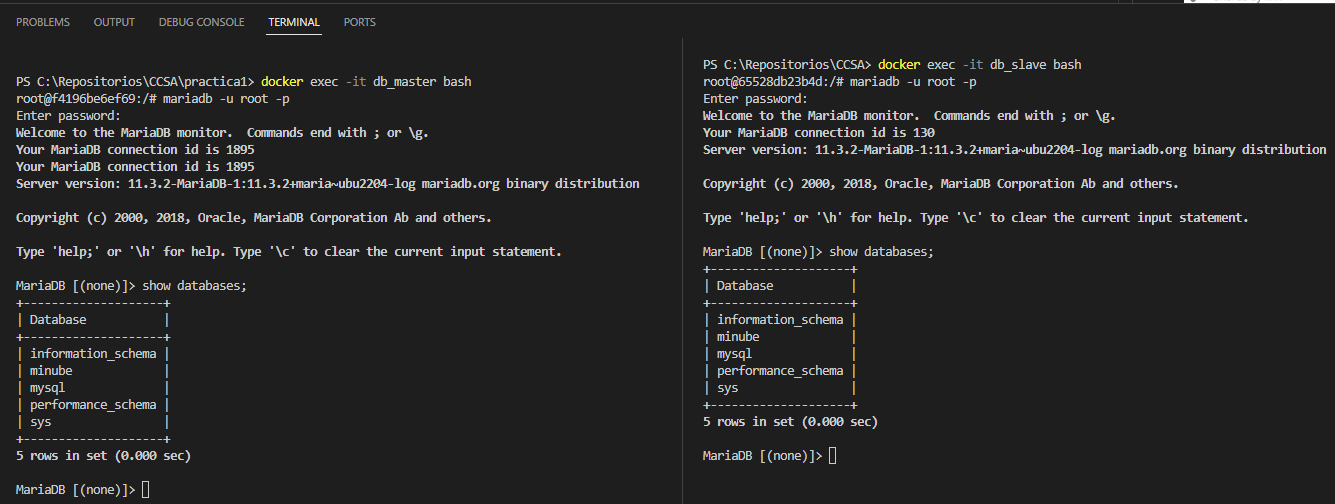 PROBLEMS OUTPUT DEBUG CONSOLE TERMINAL PORTS
PS C:\Repositorios\CCSA\practica1> docker exec -it db_master bash
root@f4196be6ef69:/# mariadb -u root -p
Enter password:
Welcome to the MariaDB monitor.  Commands end with ; or \g.
Your MariaDB connection id is 1895
Your MariaDB connection id is 1895
Server version: 11.3.2-MariaDB-1:11.3.2+maria~ubu2204-log mariadb.org binary distribution
Copyright (c) 2000, 2018, Oracle, MariaDB Corporation Ab and others.
Type 'help;' or '\h' for help. Type '\c' to clear the current input statement.
MariaDB [(none)]> show databases;
+--------------------+
| Database           |
+--------------------+
| information_schema |
| minube             |
| mysql              |
| performance_schema |
| sys                |
+--------------------+
5 rows in set (0.000 sec)
MariaDB [(none)]>
PS C:\Repositorios\CCSA> docker exec -it db_slave bash
root@65528db23b4d:/# mariadb -u root -p
Enter password:
Welcome to the MariaDB monitor.  Commands end with ; or \g.
Your MariaDB connection id is 130
Server version: 11.3.2-MariaDB-1:11.3.2+maria~ubu2204-log mariadb.org binary distribution
Copyright (c) 2000, 2018, Oracle, MariaDB Corporation Ab and others.
Type 'help;' or '\h' for help. Type '\c' to clear the current input statement.
MariaDB [(none)]> show databases;
+--------------------+
| Database           |
+--------------------+
| information_schema |
| minube             |
| mysql              |
| performance_schema |
| sys                |
+--------------------+
5 rows in set (0.000 sec)
MariaDB [(none)]>